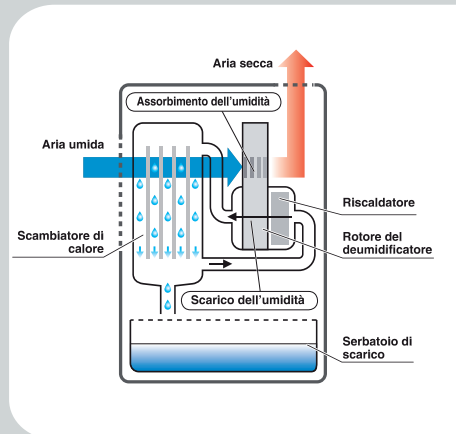 Aria secca
Assorbimento dell'umidità
Aria umida
Riscaldatore
Scambiatore di
calore
Rotore del
deumidificatore
Scarico dell'umidità
Serbatoio di
scarico